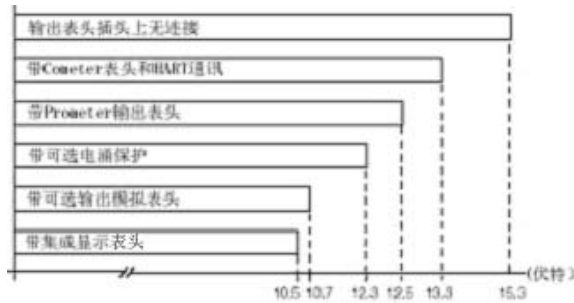 输出表头插头上无连接
带Cometer表头和HART通讯
带Prometer输出表头
带可选电涌保护
带可选输出模拟表头
带集成显示表头
(伏特)
10.5 10.7 12.3 12.5 13.3 15.3